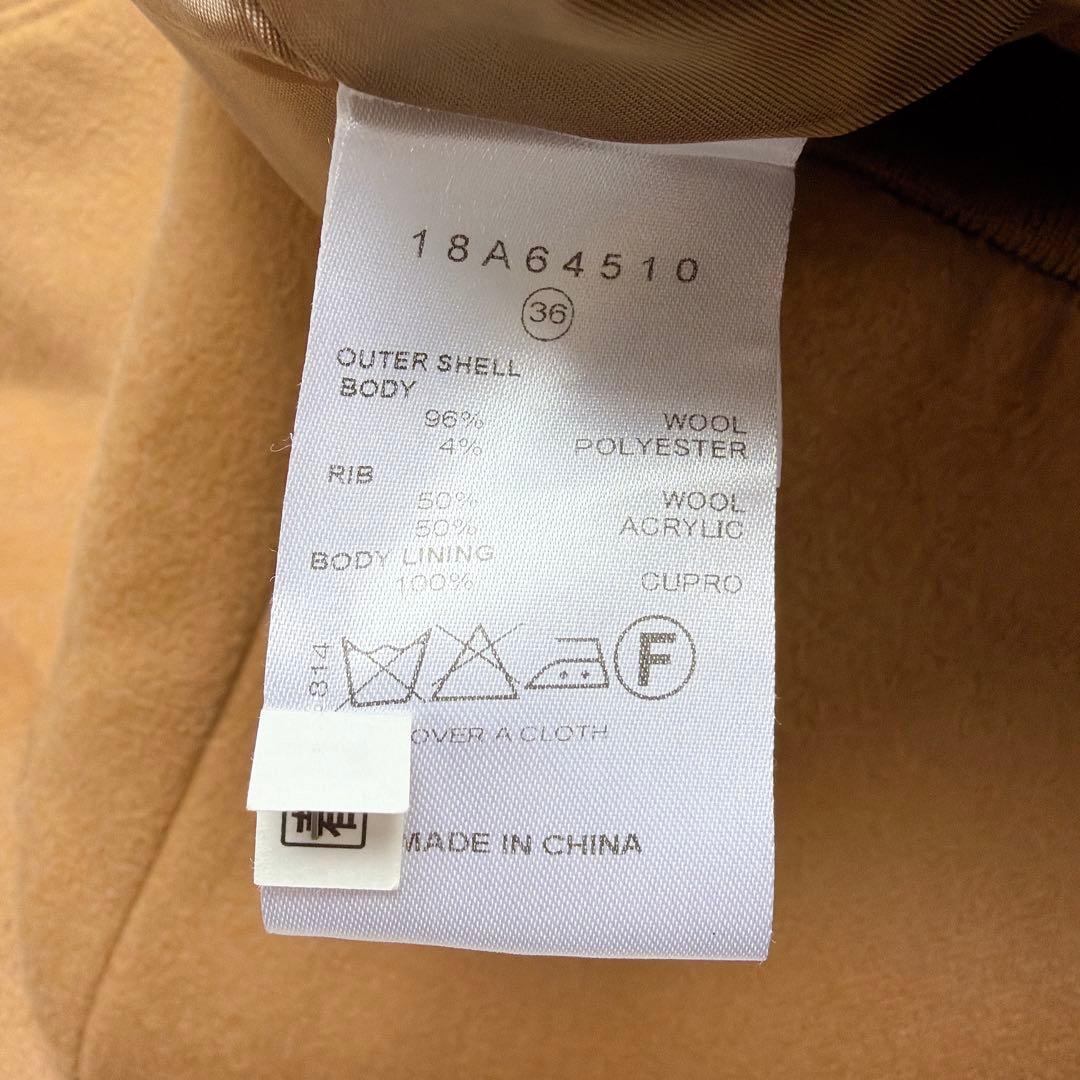 18A64510
36
OUTER SHELL
BODY
96% WOOL
4% POLYESTER
RIB
50% WOOL
50% ACRYLIC
BODY LINING
100% CUPRO
814
F
OVER A CLOTH
MADE IN CHINA